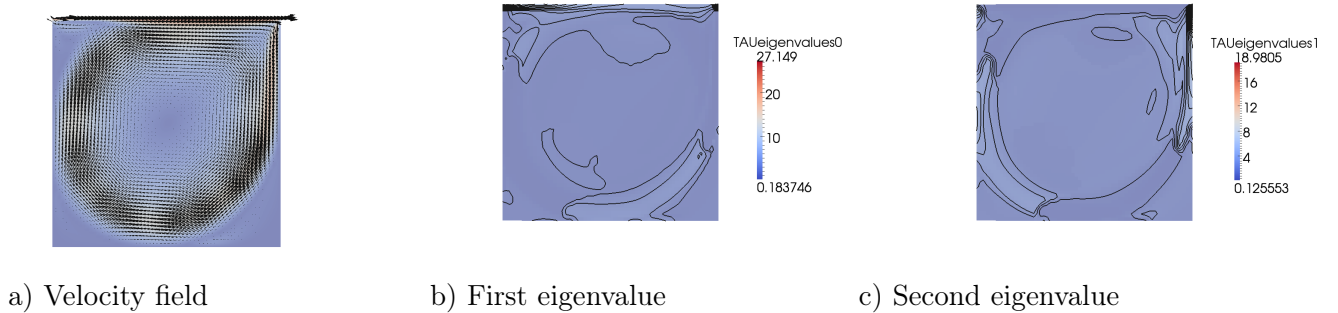 TAUeigenvalues0
27.149
20
10
0.183746
TAUeigenvalues1
18.9805
16
12
8
4
0.125553
a) Velocity field
b) First eigenvalue
c) Second eigenvalue